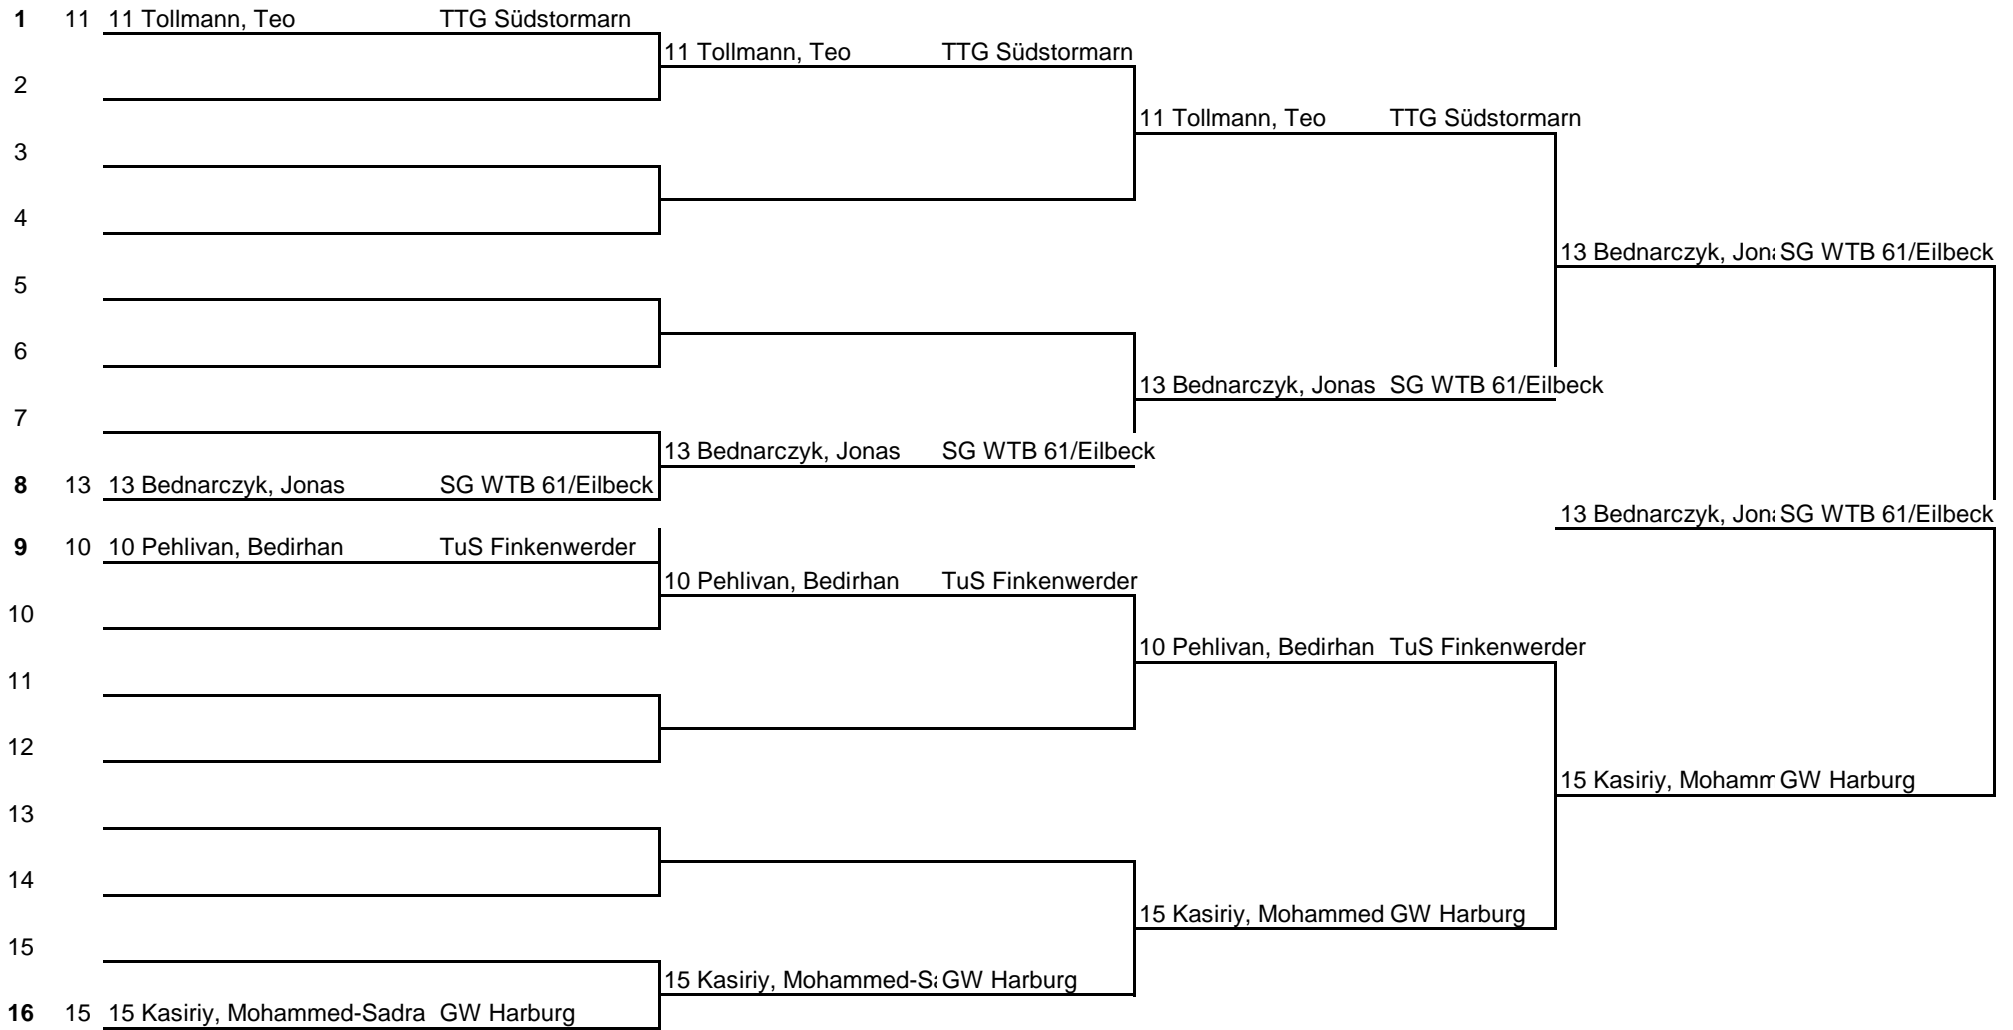 1 11 11 Tollmann, Teo TTG Südstormarn
11 Tollmann, Teo TTG Südstormarn
2
11 Tollmann, Teo TTG Südstormarn
3
4
13 Bednarczyk, Jona SG WTB 61/Eilbeck
5
6
13 Bednarczyk, Jonas SG WTB 61/Eilbeck
7
13 Bednarczyk, Jonas SG WTB 61/Eilbeck
8 13 13 Bednarczyk, Jonas SG WTB 61/Eilbeck
13 Bednarczyk, Jona SG WTB 61/Eilbeck
9 10 10 Pehlivan, Bedirhan TuS Finkenwerder
10 Pehlivan, Bedirhan TuS Finkenwerder
10
10 Pehlivan, Bedirhan TuS Finkenwerder
11
12
15 Kasiriy, Mohamm GW Harburg
13
14
15 Kasiriy, Mohammed GW Harburg
15
15 Kasiriy, Mohammed-Sa GW Harburg
16 15 15 Kasiriy, Mohammed-Sadra GW Harburg